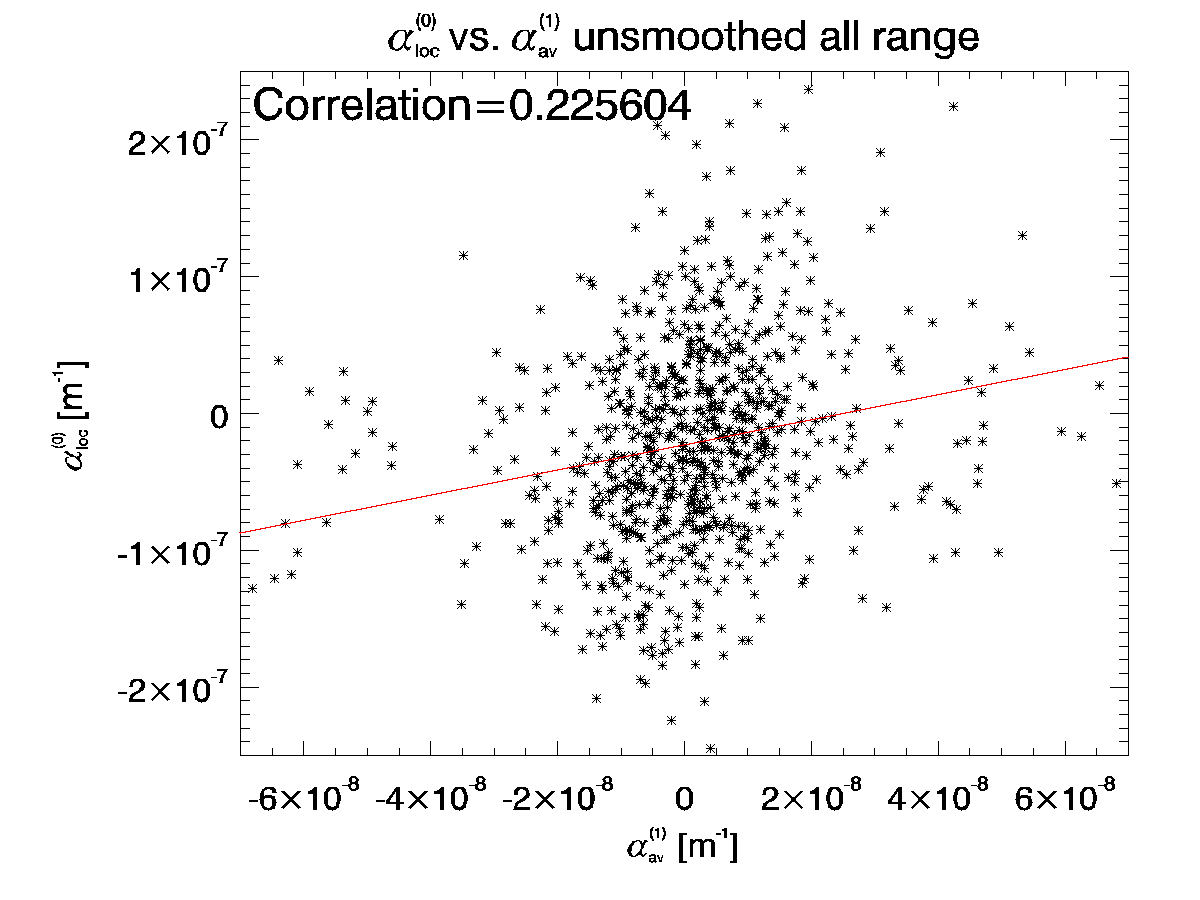 α_loc^(0) vs. α_av^(1) unsmoothed all range
Correlation=0.225604
2×10^-7
1×10^-7
0
-1×10^-7
-2×10^-7
α_loc^(0) [m^-1]
-6×10^-8 -4×10^-8 -2×10^-8 0 2×10^-8 4×10^-8 6×10^-8
α_av^(1) [m^-1]